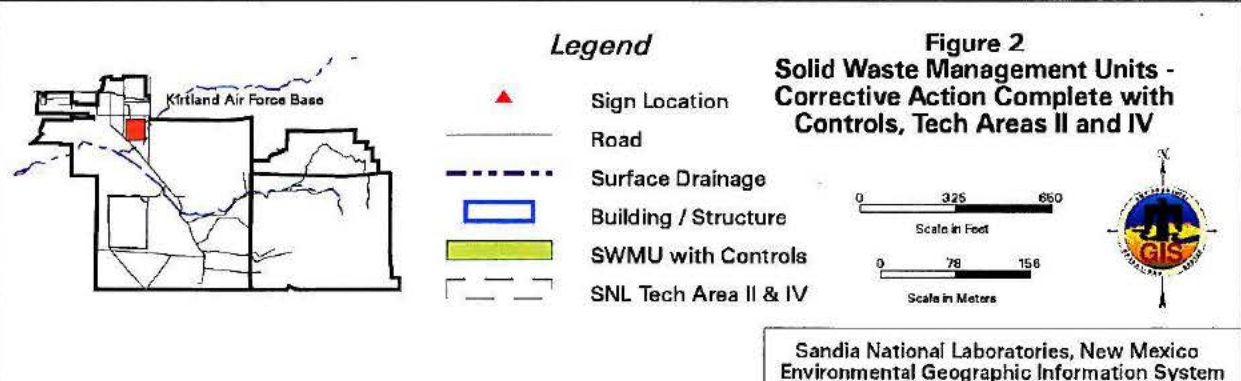 Legend
Figure 2
Solid Waste Management Units -
Corrective Action Complete with
Controls, Tech Areas II and IV
Kirtland Air Force Base
Sign Location
Road
Surface Drainage
Building / Structure
SWMU with Controls
SNL Tech Area II & IV
0 325 650
Scale in Feet
0 78 156
Scale in Meters
N
GIS
Sandia National Laboratories, New Mexico
Environmental Geographic Information System